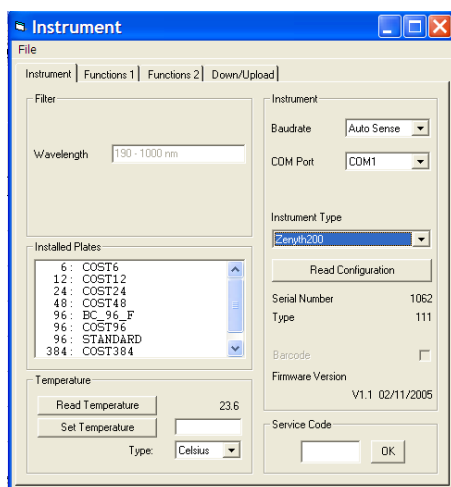 Instrument
File
Instrument Functions 1 Functions 2 Down/Upload
Filter
Wavelength 190 - 1000 nm
Installed Plates
6: COST6
12: COST12
24: COST24
48: COST48
96: BC_96_F
96: COST96
96: STANDARD
384: COST384
Temperature
Read Temperature 23.6
Set Temperature
Type: Celsius
Instrument
Baudrate Auto Sense
COM Port COM1
Instrument Type
Zenyth200
Read Configuration
Serial Number 1062
Type 111
Barcode
Firmware Version
V1.1 02/11/2005
Service Code
OK